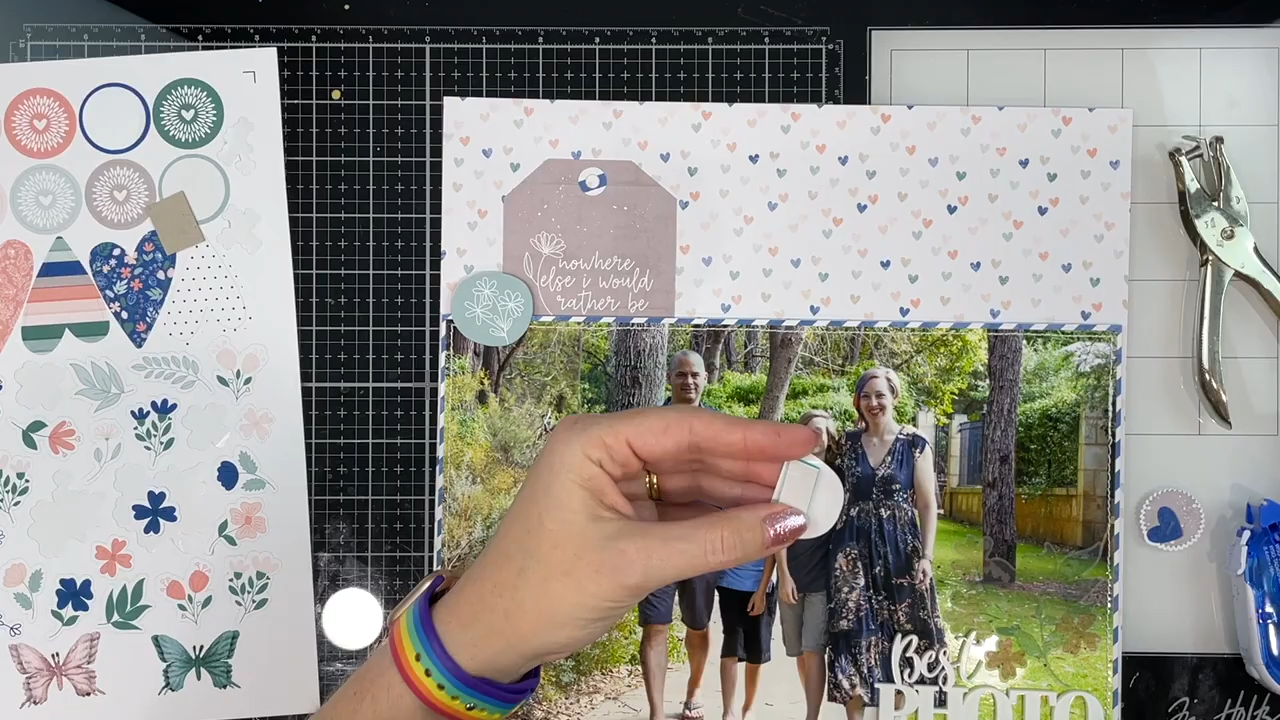 nowhere
else i would
rather be
Best
PHOTO